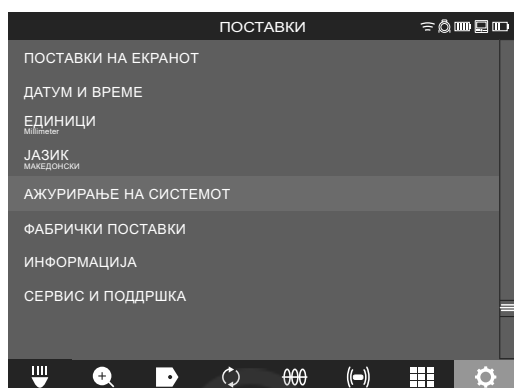 ПОСТАВКИ
ПОСТАВКИ НА ЕКРАНОТ
ДАТУМ И ВРЕМЕ
ЕДИНИЦИ
Millimeter
ЈАЗИК
МАКЕДОНСКИ
АЖУРИРАЊЕ НА СИСТЕМОТ
ФАБРИЧКИ ПОСТАВКИ
ИНФОРМАЦИЈА
СЕРВИС И ПОДДРШКА